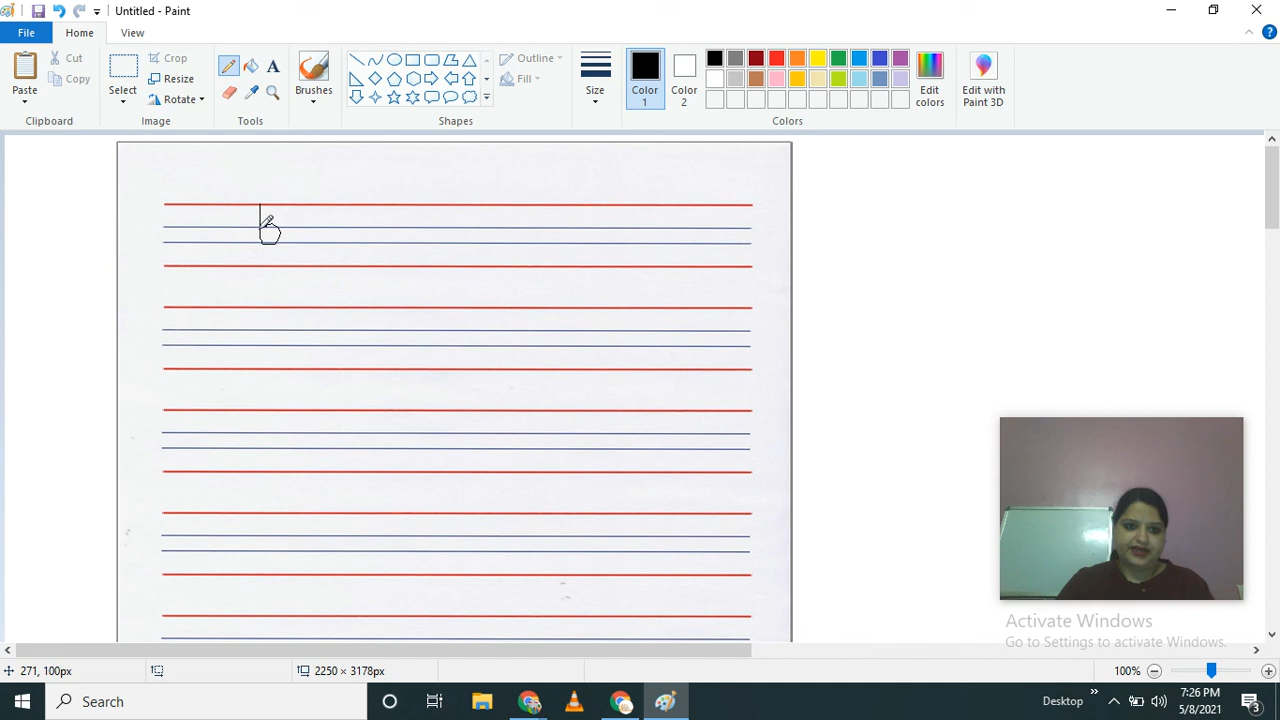 Untitled - Paint
File Home View
Paste
Cut
Copy
Clipboard
Select
Crop
Resize
Rotate
Image
Tools
Brushes
Shapes
Outline
Fill
Size
Color 1
Color 2
Edit colors
Colors
Edit with Paint 3D
Activate Windows
Go to Settings to activate Windows.
271, 100px
2250 × 3178px
100%
Search
Desktop
7:26 PM
5/8/2021
3